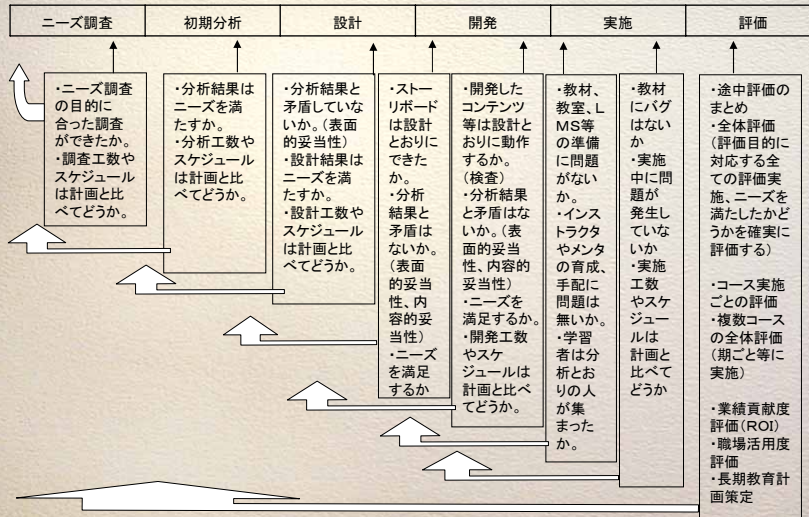 ニーズ調査
初期分析
設計
開発
実施
評価
・ニーズ調査
の目的に
合った調査
ができたか。
・調査工数や
スケジュール
は計画と比
べてどうか。
・分析結果は
ニーズを満
たすか。
・分析工数や
スケジュール
は計画と比
べてどうか。
・分析結果と
矛盾していな
いか。（表面
的妥当性）
・設計結果は
ニーズを満
たすか。
・設計工数や
スケジュール
は計画と比
べてどうか。
・ストー
リボード
は設計
とおりに
できた
か。
・分析
結果と
矛盾は
ないか。
（表面
的妥当
性、内
容的妥
当性）
・ニーズ
を満足
するか
・開発した
コンテンツ
等は設計と
おりに動作
するか。
（検査）
・分析結果
と矛盾はな
いか。（表
面的妥当
性、内容的
妥当性）
・ニーズを
満足するか。
・開発工数
やスケ
ジュールは
計画と比べ
てどうか。
・教材、
教室、L
MS等
の準備
に問題
がない
か。
・インス
トラクタ
やメンタ
の育成、
手配に
問題は
無いか。
・学習
者は分
析とお
りの人
が集
まった
か。
・教材
にバグ
はない
か
・実施
中に問
題が
発生し
ていな
いか
・実施
工数
やスケ
ジュー
ルは
計画
と比べ
てどう
か
・途中評価の
まとめ
・全体評価
（評価目的に
対応する全
ての評価実
施、ニーズを
満たしたかど
うかを確実に
評価する）
・コース実施
ごとの評価
・複数コース
の全体評価
（期ごと等に
実施）
・業績貢献度
評価（ROI）
・職場活用度
評価
・長期教育計
画策定